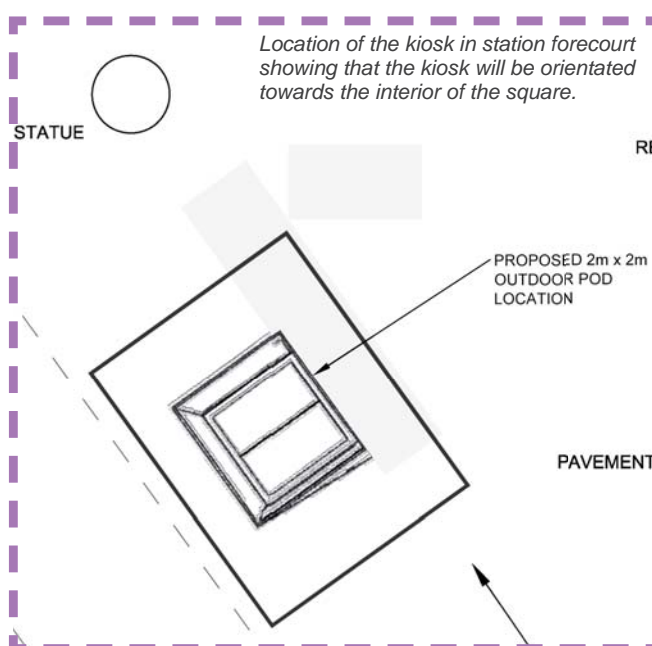 Location of the kiosk in station forecourt
showing that the kiosk will be orientated
towards the interior of the square.
STATUE
RE
PROPOSED 2m x 2m
OUTDOOR POD
LOCATION
PAVEMENT